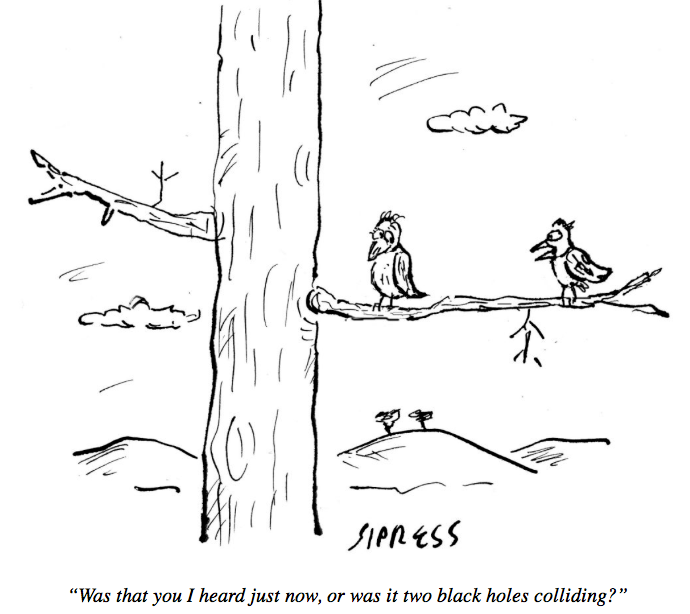 SIPRESS
“Was that you I heard just now, or was it two black holes colliding?”